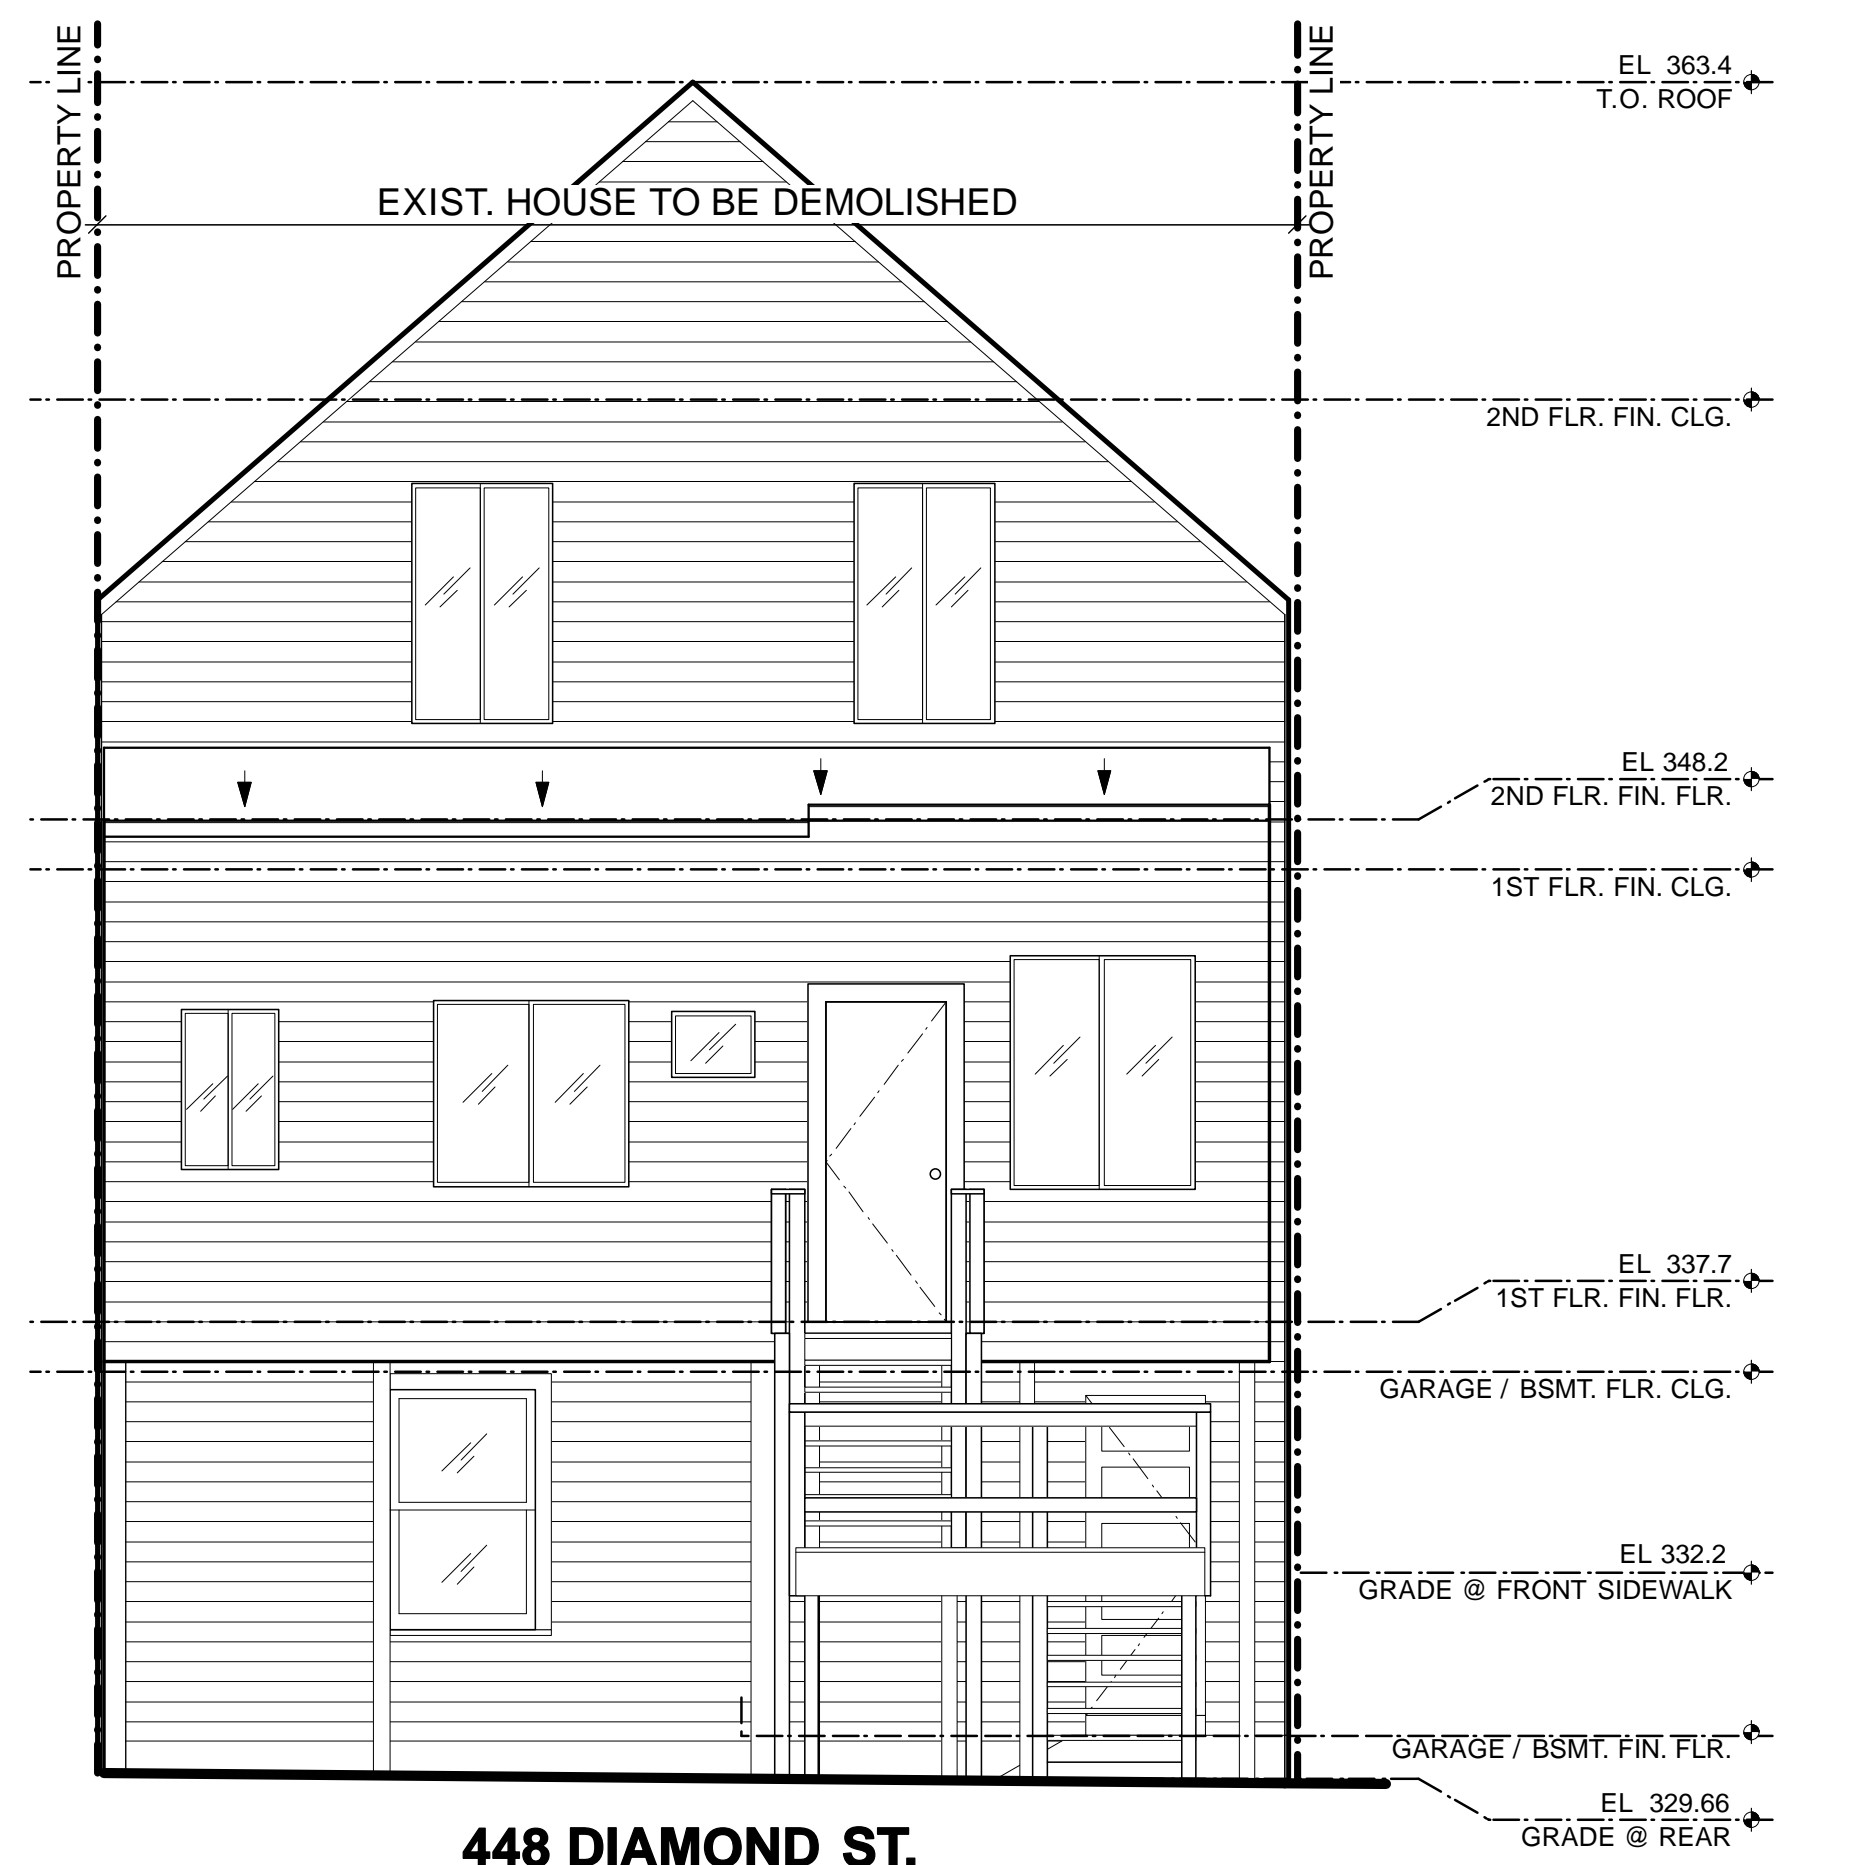 PROPERTY LINE
PROPERTY LINE
EL 363.4
T.O. ROOF
EXIST. HOUSE TO BE DEMOLISHED
2ND FLR. FIN. CLG.
EL 348.2
2ND FLR. FIN. FLR.
1ST FLR. FIN. CLG.
EL 337.7
1ST FLR. FIN. FLR.
GARAGE / BSMT. FLR. CLG.
EL 332.2
GRADE @ FRONT SIDEWALK
GARAGE / BSMT. FIN. FLR.
EL 329.66
GRADE @ REAR
448 DIAMOND ST.